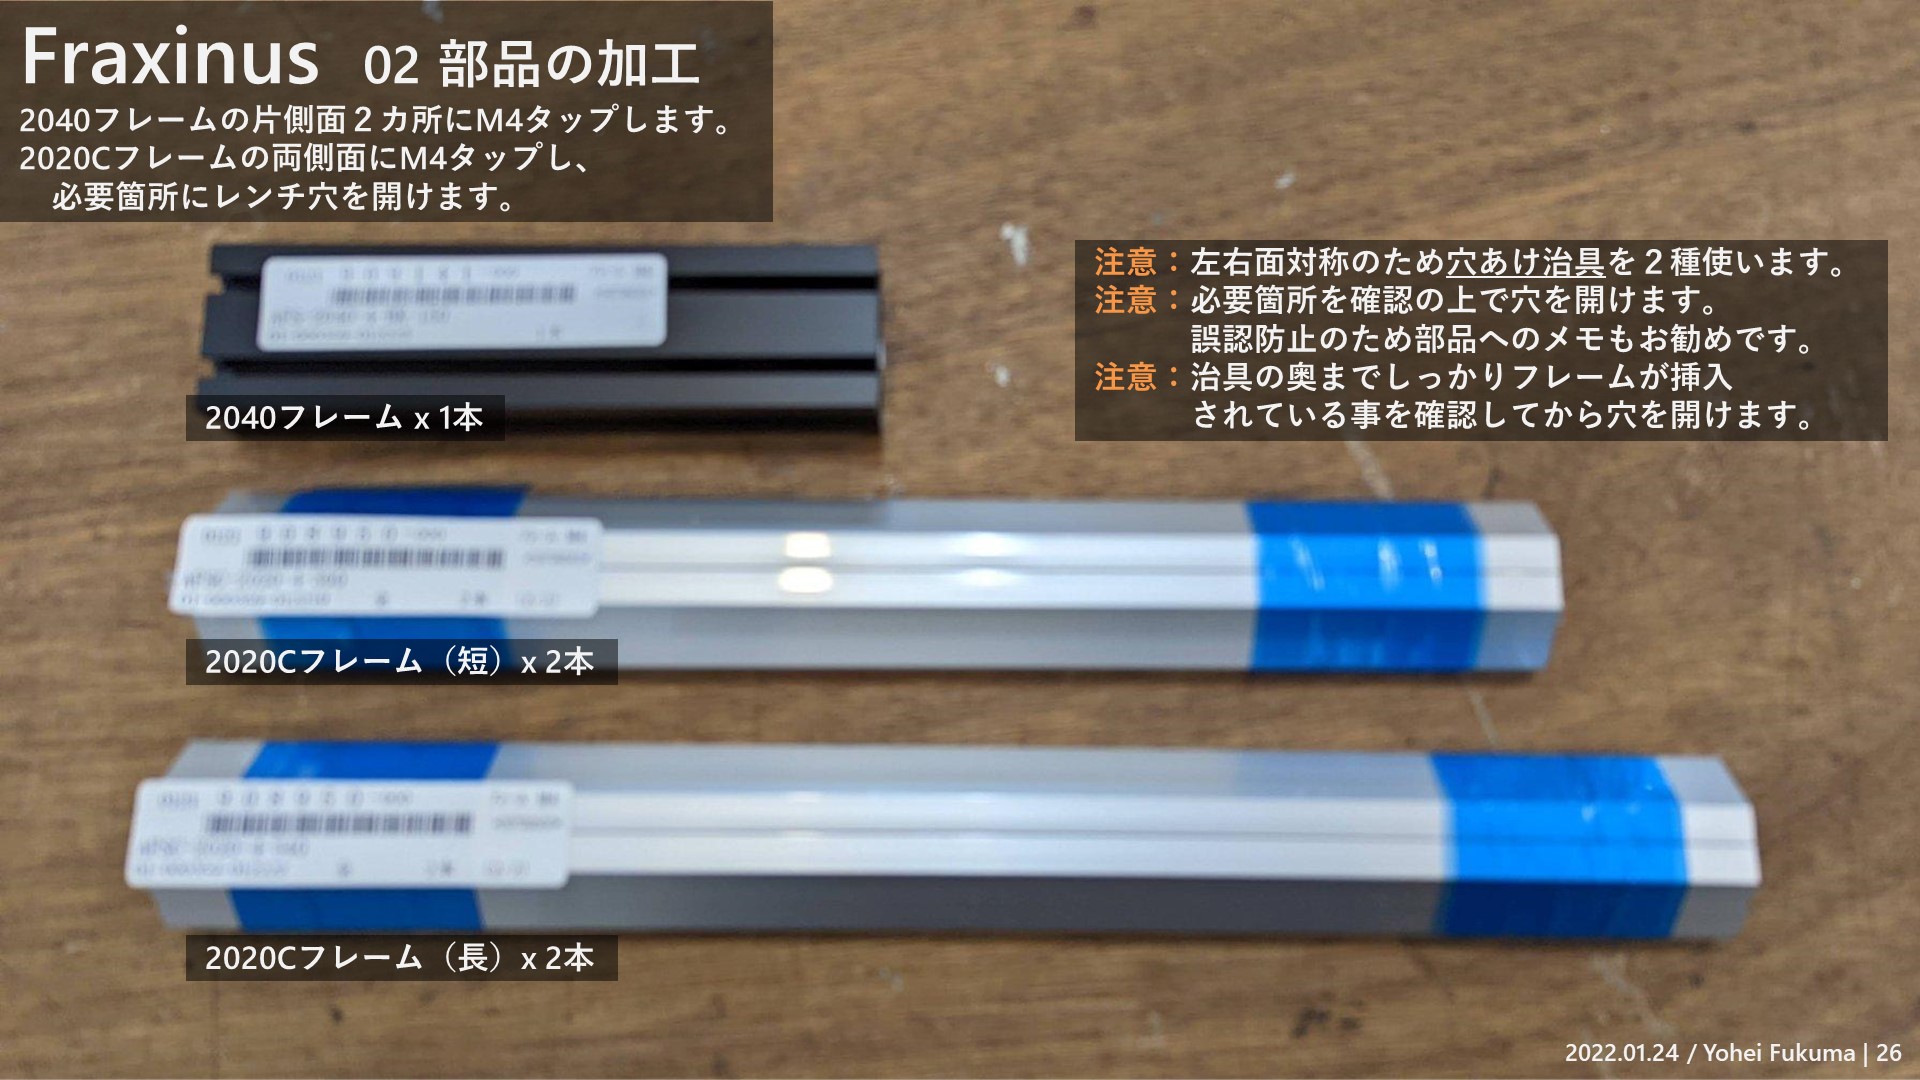 Fraxinus 02 部品の加工
2040フレームの片側面２カ所にM4タップします。
2020Cフレームの両側面にM4タップし、
必要箇所にレンチ穴を開けます。
注意：左右面対称のため穴あけ治具を２種使います。
注意：必要箇所を確認の上で穴を開けます。
誤認防止のため部品へのメモもお勧めです。
注意：治具の奥までしっかりフレームが挿入
されている事を確認してから穴を開けます。
2040フレーム x 1本
2020Cフレーム（短）x 2本
2020Cフレーム（長）x 2本
2022.01.24 / Yohei Fukuma | 26